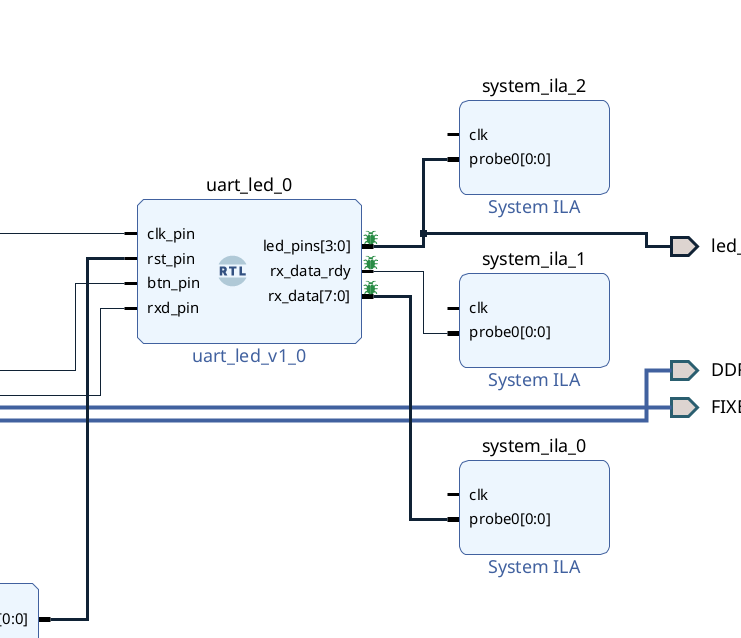 system_ila_2
clk
probe0[0:0]
System ILA
uart_led_0
clk_pin
rst_pin
btn_pin
rxd_pin
RTL
led_pins[3:0]
rx_data_rdy
rx_data[7:0]
uart_led_v1_0
led_
system_ila_1
clk
probe0[0:0]
System ILA
DDR
FIXE
system_ila_0
clk
probe0[0:0]
System ILA
[0:0]